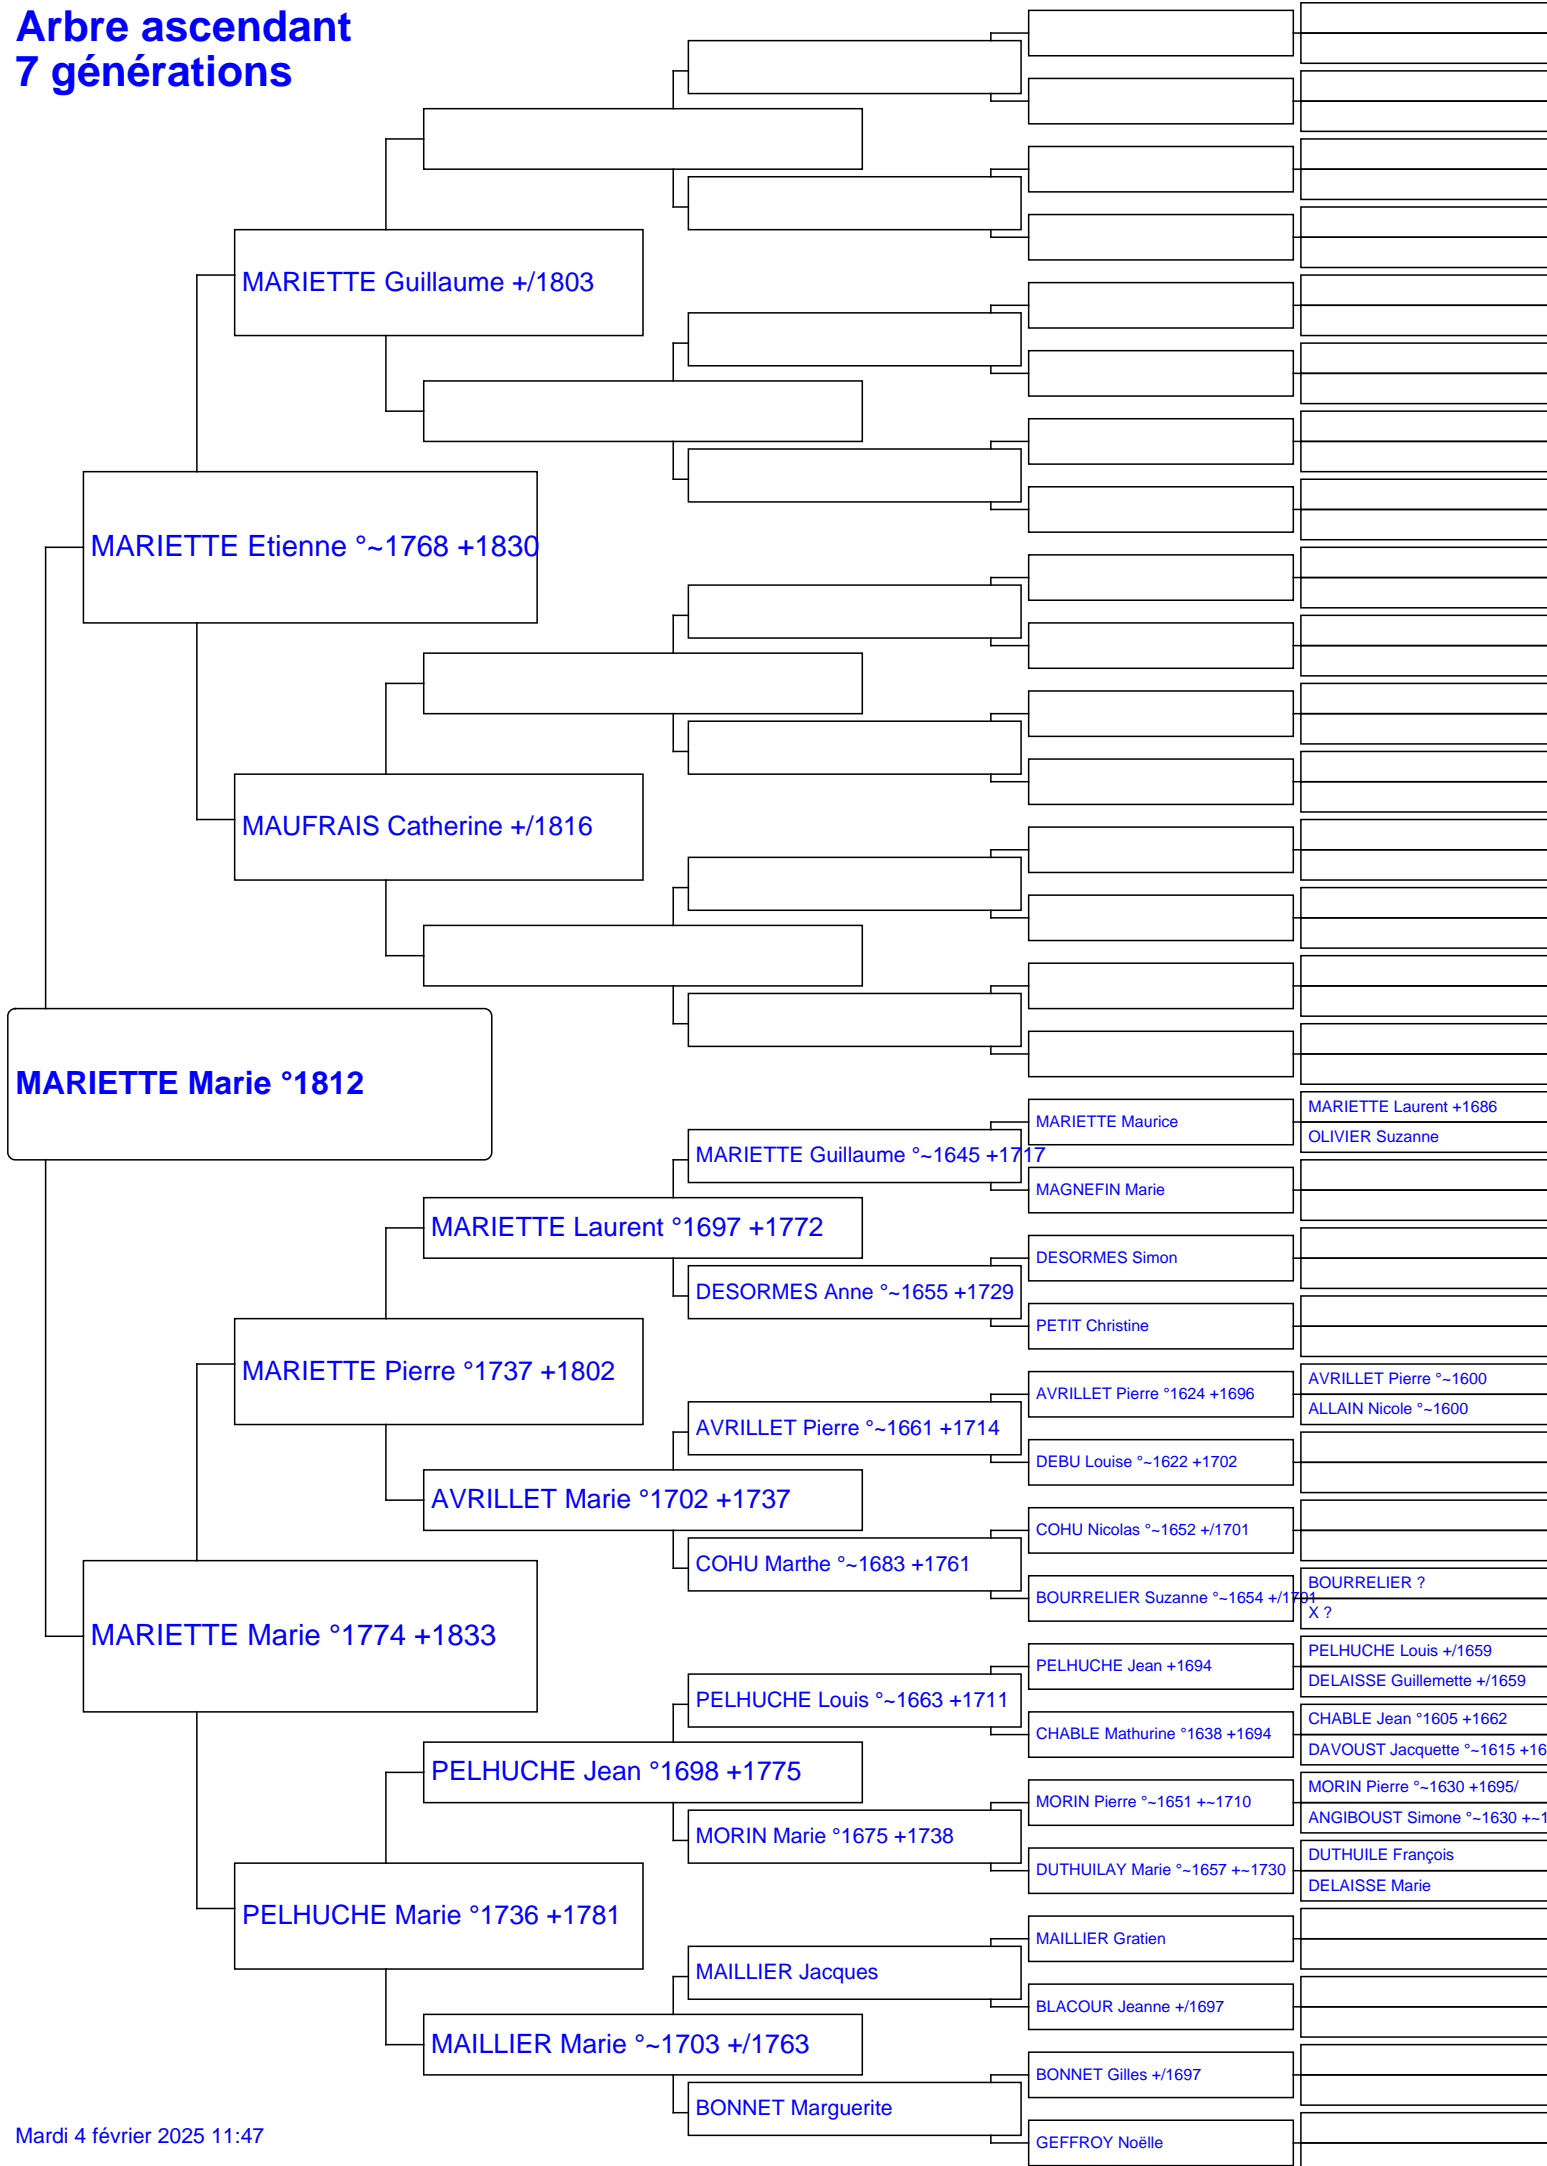 Arbre ascendant
7 générations
MARIETTE Guillaume +/1803
MARIETTE Etienne °~1768 +1830
MAUFRAIS Catherine +/1816
MARIETTE Marie °1812
MARIETTE Maurice
MARIETTE Laurent +1686
OLIVIER Suzanne
MARIETTE Guillaume °~1645 +1717
MAGNEFIN Marie
MARIETTE Laurent °1697 +1772
DESORMES Simon
DESORMES Anne °~1655 +1729
PETIT Christine
MARIETTE Pierre °1737 +1802
AVRILLET Pierre °1624 +1696
AVRILLET Pierre °~1600
ALLAIN Nicole °~1600
AVRILLET Pierre °~1661 +1714
DEBU Louise °~1622 +1702
AVRILLET Marie °1702 +1737
COHU Nicolas °~1652 +/1701
COHU Marthe °~1683 +1761
BOURRELIER Suzanne °~1654 +/1701
BOURRELIER ?
X ?
MARIETTE Marie °1774 +1833
PELHUCHE Jean +1694
PELHUCHE Louis +/1659
DELAISSE Guillemette +/1659
PELHUCHE Louis °~1663 +1711
CHABLE Mathurine °1638 +1694
CHABLE Jean °1605 +1662
DAVOUST Jacquette °~1615 +16
PELHUCHE Jean °1698 +1775
MORIN Pierre °~1651 +~1710
MORIN Pierre °~1630 +1695/
ANGIBOUST Simone °~1630 +~1
MORIN Marie °1675 +1738
DUTHUILAY Marie °~1657 +~1730
DUTHUILE François
DELAISSE Marie
PELHUCHE Marie °1736 +1781
MAILLIER Gratien
MAILLIER Jacques
BLACOUR Jeanne +/1697
MAILLIER Marie °~1703 +/1763
BONNET Gilles +/1697
BONNET Marguerite
GEFFROY Noëlle
Mardi 4 février 2025 11:47